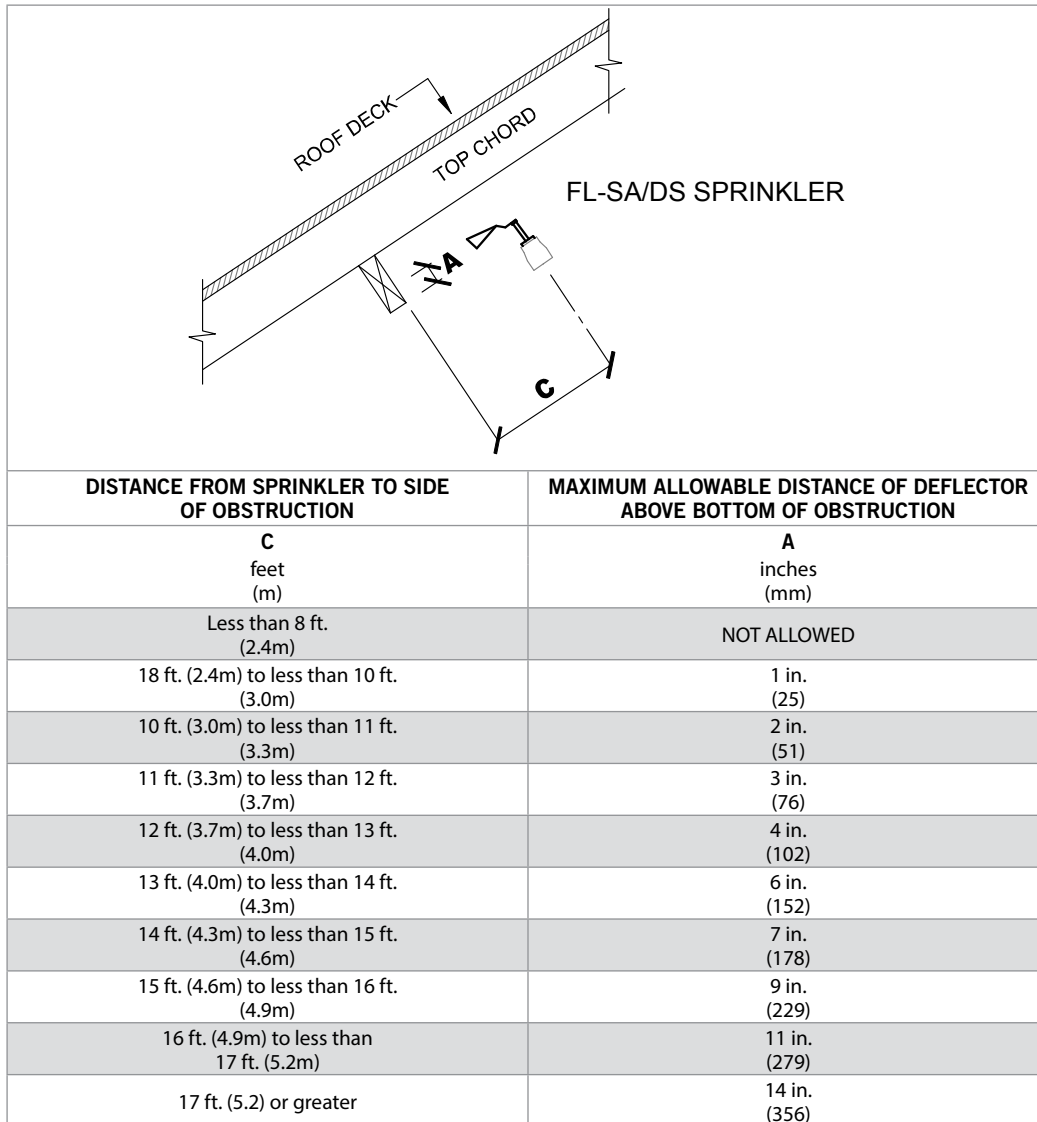 ROOF DECK
TOP CHORD
FL-SA/DS SPRINKLER
A
C
DISTANCE FROM SPRINKLER TO SIDE
OF OBSTRUCTION
MAXIMUM ALLOWABLE DISTANCE OF DEFLECTOR
ABOVE BOTTOM OF OBSTRUCTION
C
feet
(m)
A
inches
(mm)
Less than 8 ft.
(2.4m)
NOT ALLOWED
18 ft. (2.4m) to less than 10 ft.
(3.0m)
1 in.
(25)
10 ft. (3.0m) to less than 11 ft.
(3.3m)
2 in.
(51)
11 ft. (3.3m) to less than 12 ft.
(3.7m)
3 in.
(76)
12 ft. (3.7m) to less than 13 ft.
(4.0m)
4 in.
(102)
13 ft. (4.0m) to less than 14 ft.
(4.3m)
6 in.
(152)
14 ft. (4.3m) to less than 15 ft.
(4.6m)
7 in.
(178)
15 ft. (4.6m) to less than 16 ft.
(4.9m)
9 in.
(229)
16 ft. (4.9m) to less than
17 ft. (5.2m)
11 in.
(279)
17 ft. (5.2) or greater
14 in.
(356)